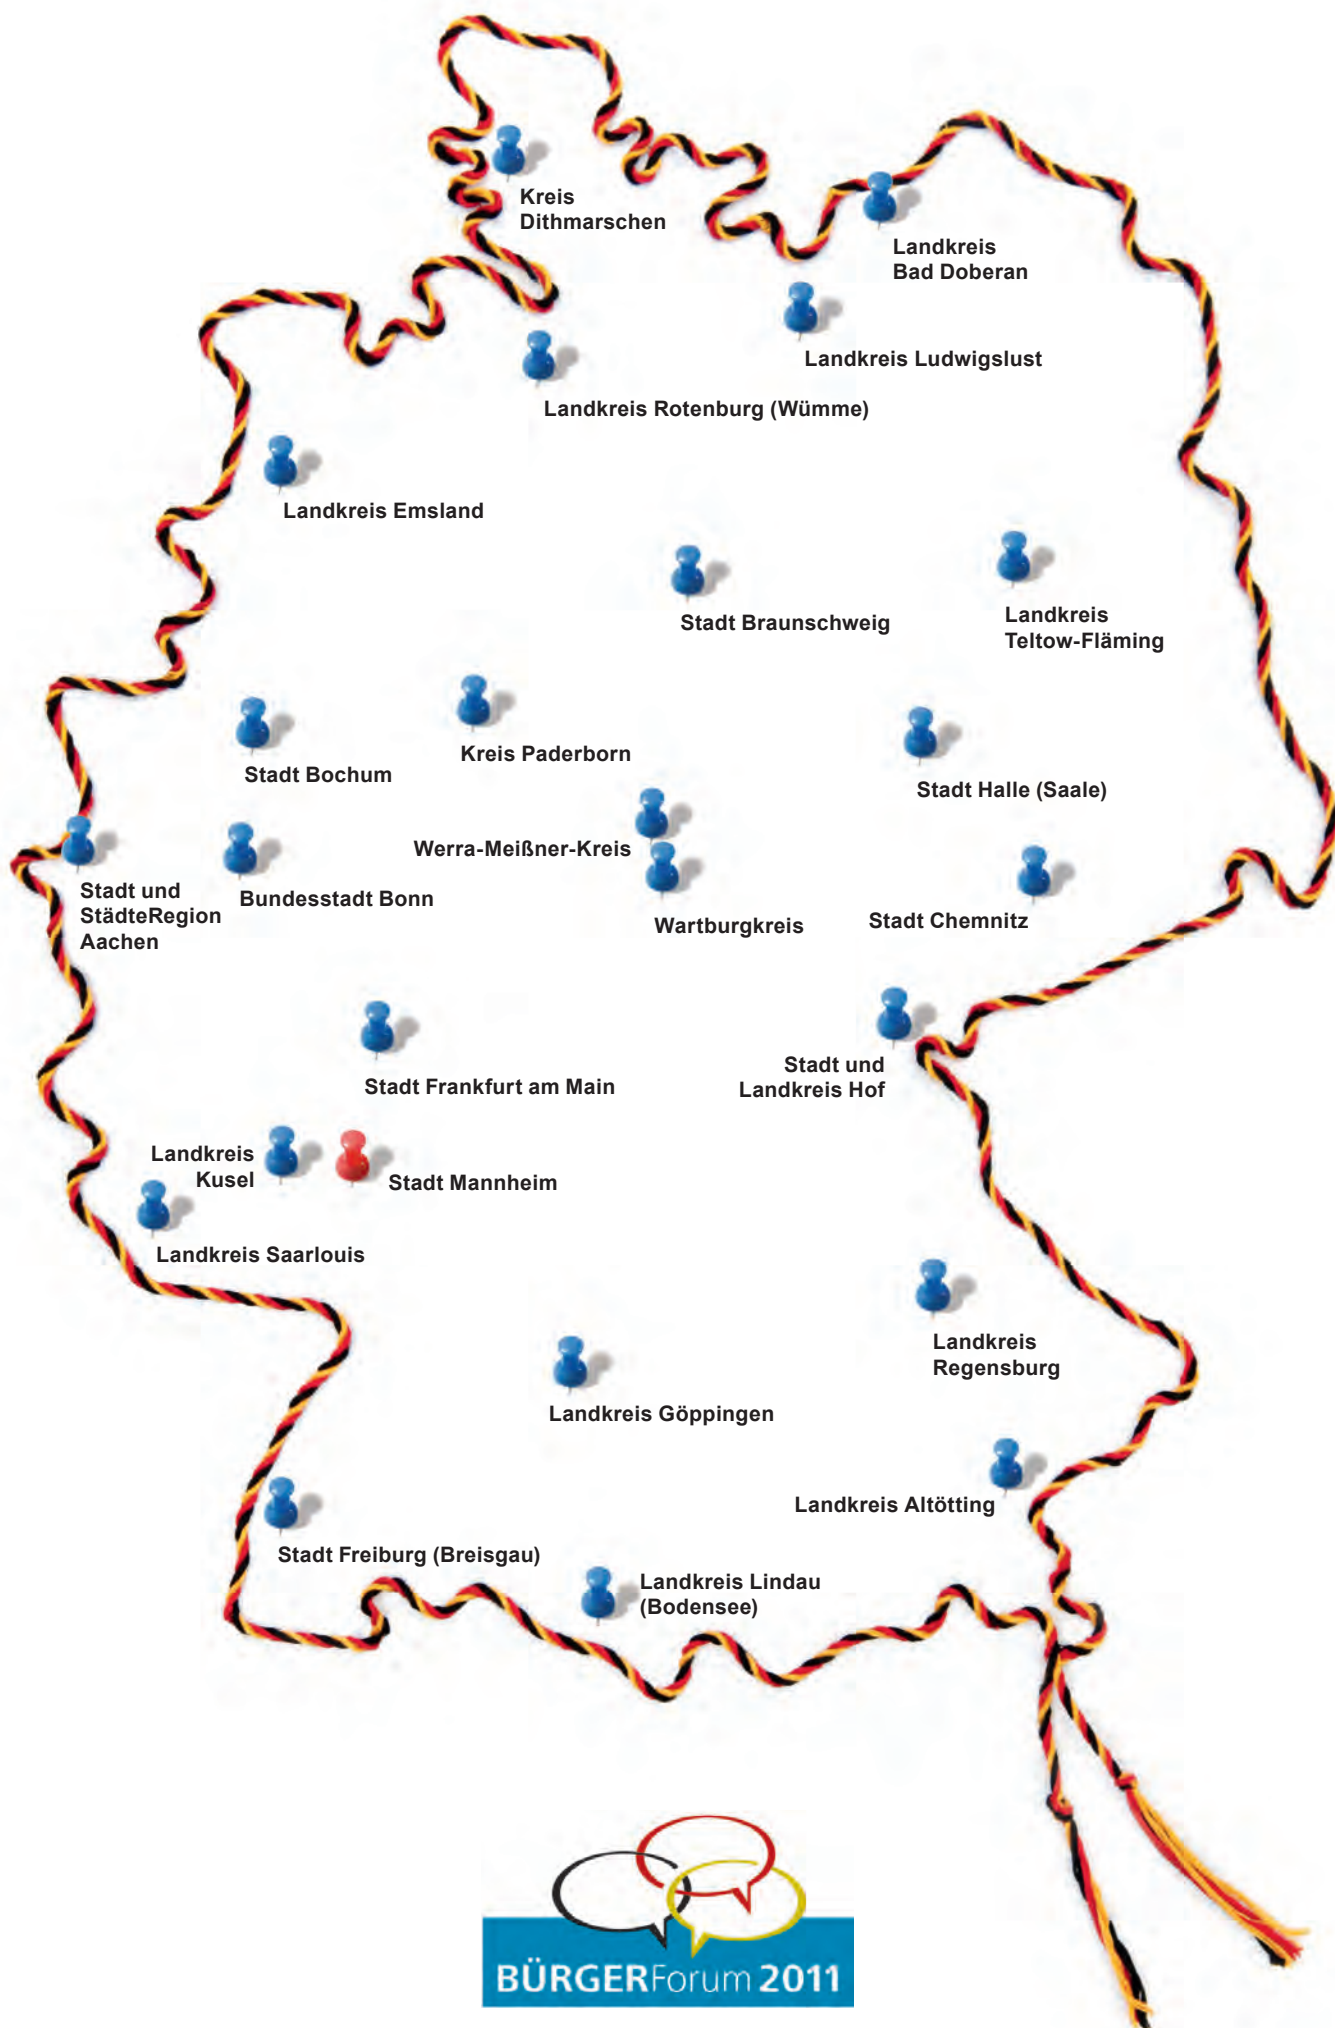 Kreis
Dithmarschen
Landkreis
Bad Doberan
Landkreis Ludwigslust
Landkreis Rotenburg (Wümme)
Landkreis Emsland
Stadt Braunschweig
Landkreis
Teltow-Fläming
Kreis Paderborn
Stadt Bochum
Stadt Halle (Saale)
Werra-Meißner-Kreis
Stadt und
StädteRegion
Aachen
Bundesstadt Bonn
Wartburgkreis
Stadt Chemnitz
Stadt und
Landkreis Hof
Stadt Frankfurt am Main
Landkreis
Kusel
Stadt Mannheim
Landkreis Saarlouis
Landkreis
Regensburg
Landkreis Göppingen
Landkreis Altötting
Stadt Freiburg (Breisgau)
Landkreis Lindau
(Bodensee)
BÜRGERForum 2011